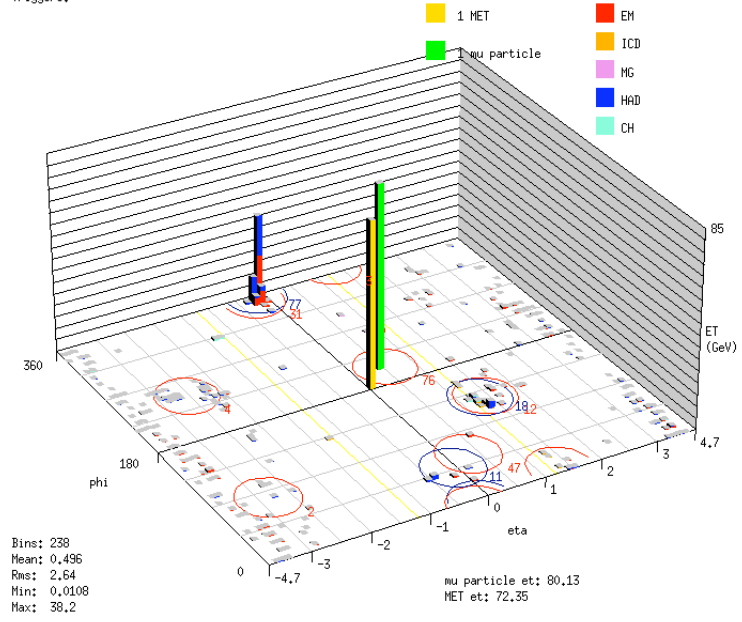 Triggers:
1 MET
EM
1 mu particle
ICD
MG
HAD
CH
85
ET
(GeV)
3
77
31
360
76
4
18
12
180
phi
47
11
2
4.7
3
2
1
0
eta
-1
-2
-3
-4.7
0
Bins: 238
Mean: 0.496
Rms: 2.64
Min: 0.0108
Max: 38.2
mu particle et: 80.13
MET et: 72.35